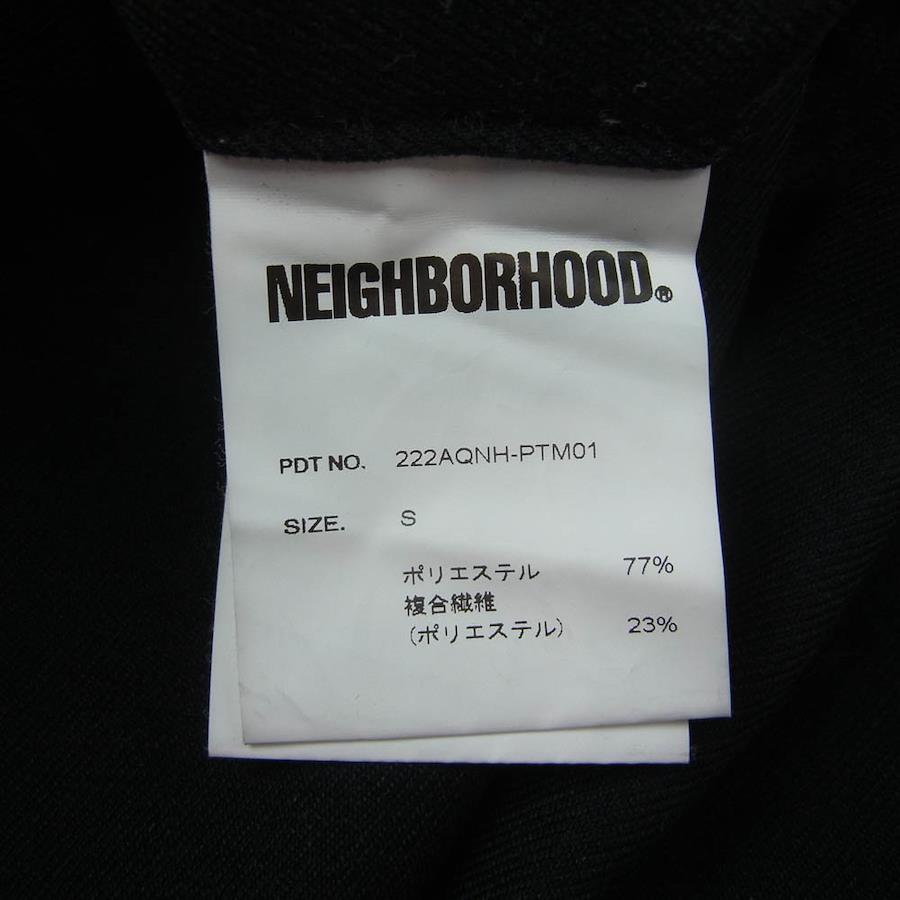 NEIGHBORHOOD®
PDT NO. 222AQNH-PTM01
SIZE. S
ポリエステル 77%
複合繊維
(ポリエステル) 23%